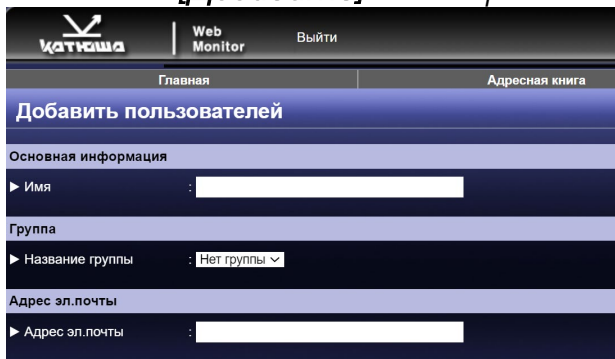 катюша
Web Monitor
Выйти
Главная
Адресная книга
Добавить пользователей
Основная информация
▶ Имя :
Группа
▶ Название группы : Нет группы
Адрес эл.почты
▶ Адрес эл.почты :